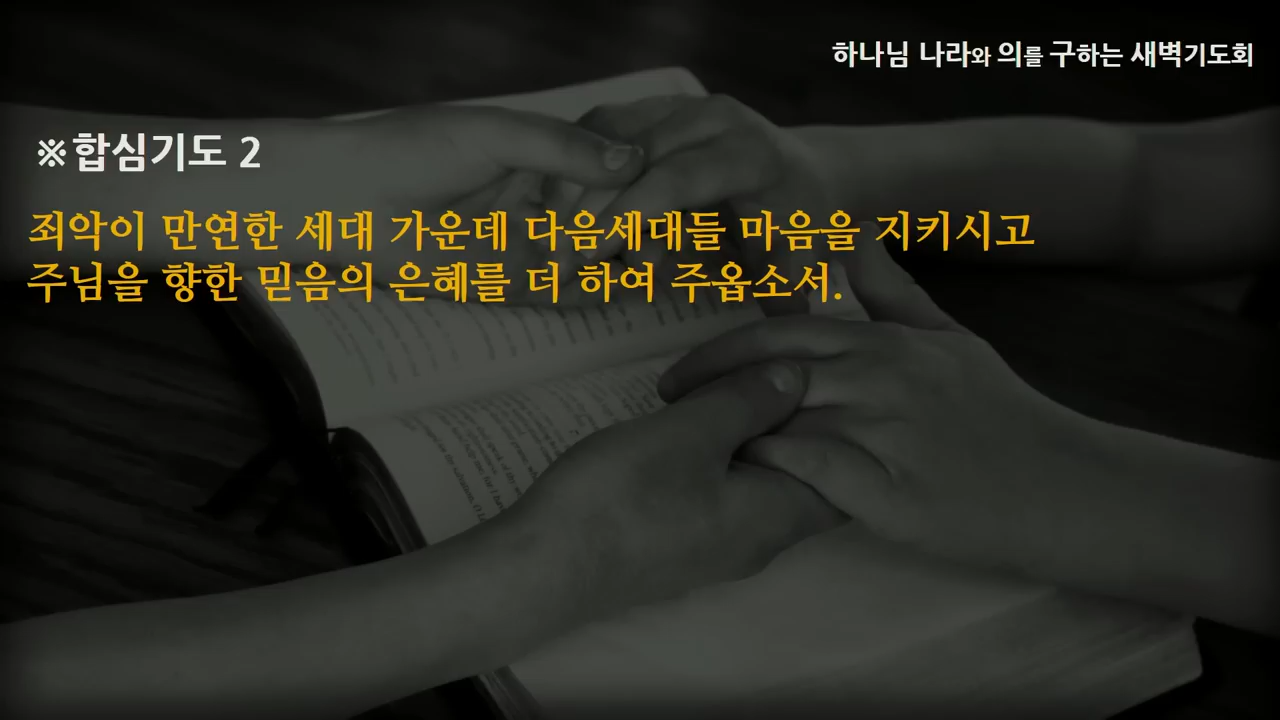 하나님 나라와 의를 구하는 새벽기도회
※합심기도 2
죄악이 만연한 세대 가운데 다음세대들 마음을 지키시고
주님을 향한 믿음의 은혜를 더 하여 주옵소서.